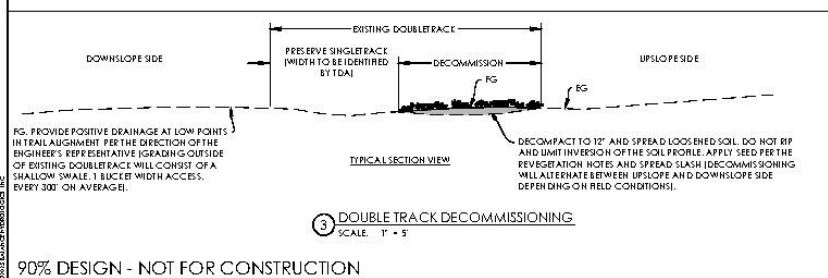 EXISTING DOUBLETRACK
DOWNSLOPE SIDE
PRESERVE SINGLETRACK
(WIDTH TO BE IDENTIFIED
BY TDA)
DECOMMISSION
UPSLOPE SIDE
FG
EG
FG. PROVIDE POSITIVE DRAINAGE AT LOW POINTS
IN TRAIL ALIGNMENT PER THE DIRECTION OF THE
ENGINEER'S REPRESENTATIVE (GRADING OUTSIDE
OF EXISTING DOUBLETRACK WILL CONSIST OF A
SHALLOW SWALE. 1 BUCKET WIDTH ACCESS.
EVERY 300' ON AVERAGE).
TYPICAL SECTION VIEW
DECOMPACT TO 12" AND SPREAD LOOSENED SOIL. DO NOT RIP
AND LIMIT INVERSION OF THE SOIL PROFILE. APPLY SEED PER THE
REVEGETATION NOTES AND SPREAD SLASH (DECOMMISSIONING
WILL ALTERNATE BETWEEN UPSLOPE AND DOWNSLOPE SIDE
DEPENDING ON FIELD CONDITIONS).
3 DOUBLE TRACK DECOMMISSIONING
SCALE: 1" = 5'
90% DESIGN - NOT FOR CONSTRUCTION
BALANCE HYDROLOGICS, INC.